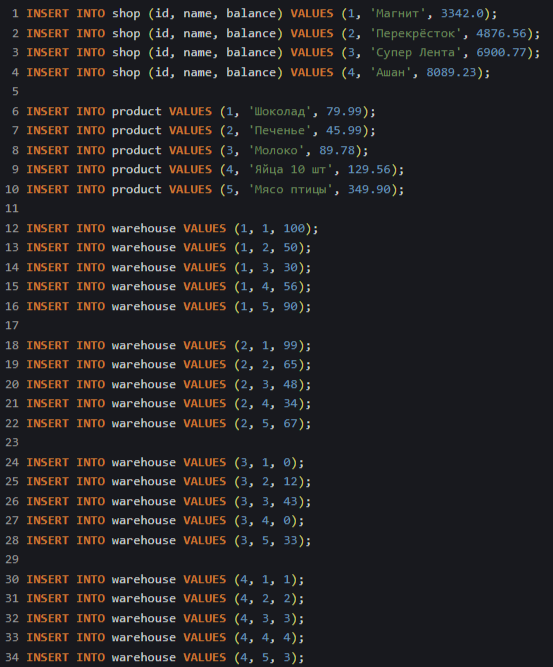 1 INSERT INTO shop (id, name, balance) VALUES (1, 'Магнит', 3342.0);
2 INSERT INTO shop (id, name, balance) VALUES (2, 'Перекрёсток', 4876.56);
3 INSERT INTO shop (id, name, balance) VALUES (3, 'Супер Лента', 6900.77);
4 INSERT INTO shop (id, name, balance) VALUES (4, 'Ашан', 8089.23);
5
6 INSERT INTO product VALUES (1, 'Шоколад', 79.99);
7 INSERT INTO product VALUES (2, 'Печенье', 45.99);
8 INSERT INTO product VALUES (3, 'Молоко', 89.78);
9 INSERT INTO product VALUES (4, 'Яйца 10 шт', 129.56);
10 INSERT INTO product VALUES (5, 'Мясо птицы', 349.90);
11
12 INSERT INTO warehouse VALUES (1, 1, 100);
13 INSERT INTO warehouse VALUES (1, 2, 50);
14 INSERT INTO warehouse VALUES (1, 3, 30);
15 INSERT INTO warehouse VALUES (1, 4, 56);
16 INSERT INTO warehouse VALUES (1, 5, 90);
17
18 INSERT INTO warehouse VALUES (2, 1, 99);
19 INSERT INTO warehouse VALUES (2, 2, 65);
20 INSERT INTO warehouse VALUES (2, 3, 48);
21 INSERT INTO warehouse VALUES (2, 4, 34);
22 INSERT INTO warehouse VALUES (2, 5, 67);
23
24 INSERT INTO warehouse VALUES (3, 1, 0);
25 INSERT INTO warehouse VALUES (3, 2, 12);
26 INSERT INTO warehouse VALUES (3, 3, 43);
27 INSERT INTO warehouse VALUES (3, 4, 0);
28 INSERT INTO warehouse VALUES (3, 5, 33);
29
30 INSERT INTO warehouse VALUES (4, 1, 1);
31 INSERT INTO warehouse VALUES (4, 2, 2);
32 INSERT INTO warehouse VALUES (4, 3, 3);
33 INSERT INTO warehouse VALUES (4, 4, 4);
34 INSERT INTO warehouse VALUES (4, 5, 3);